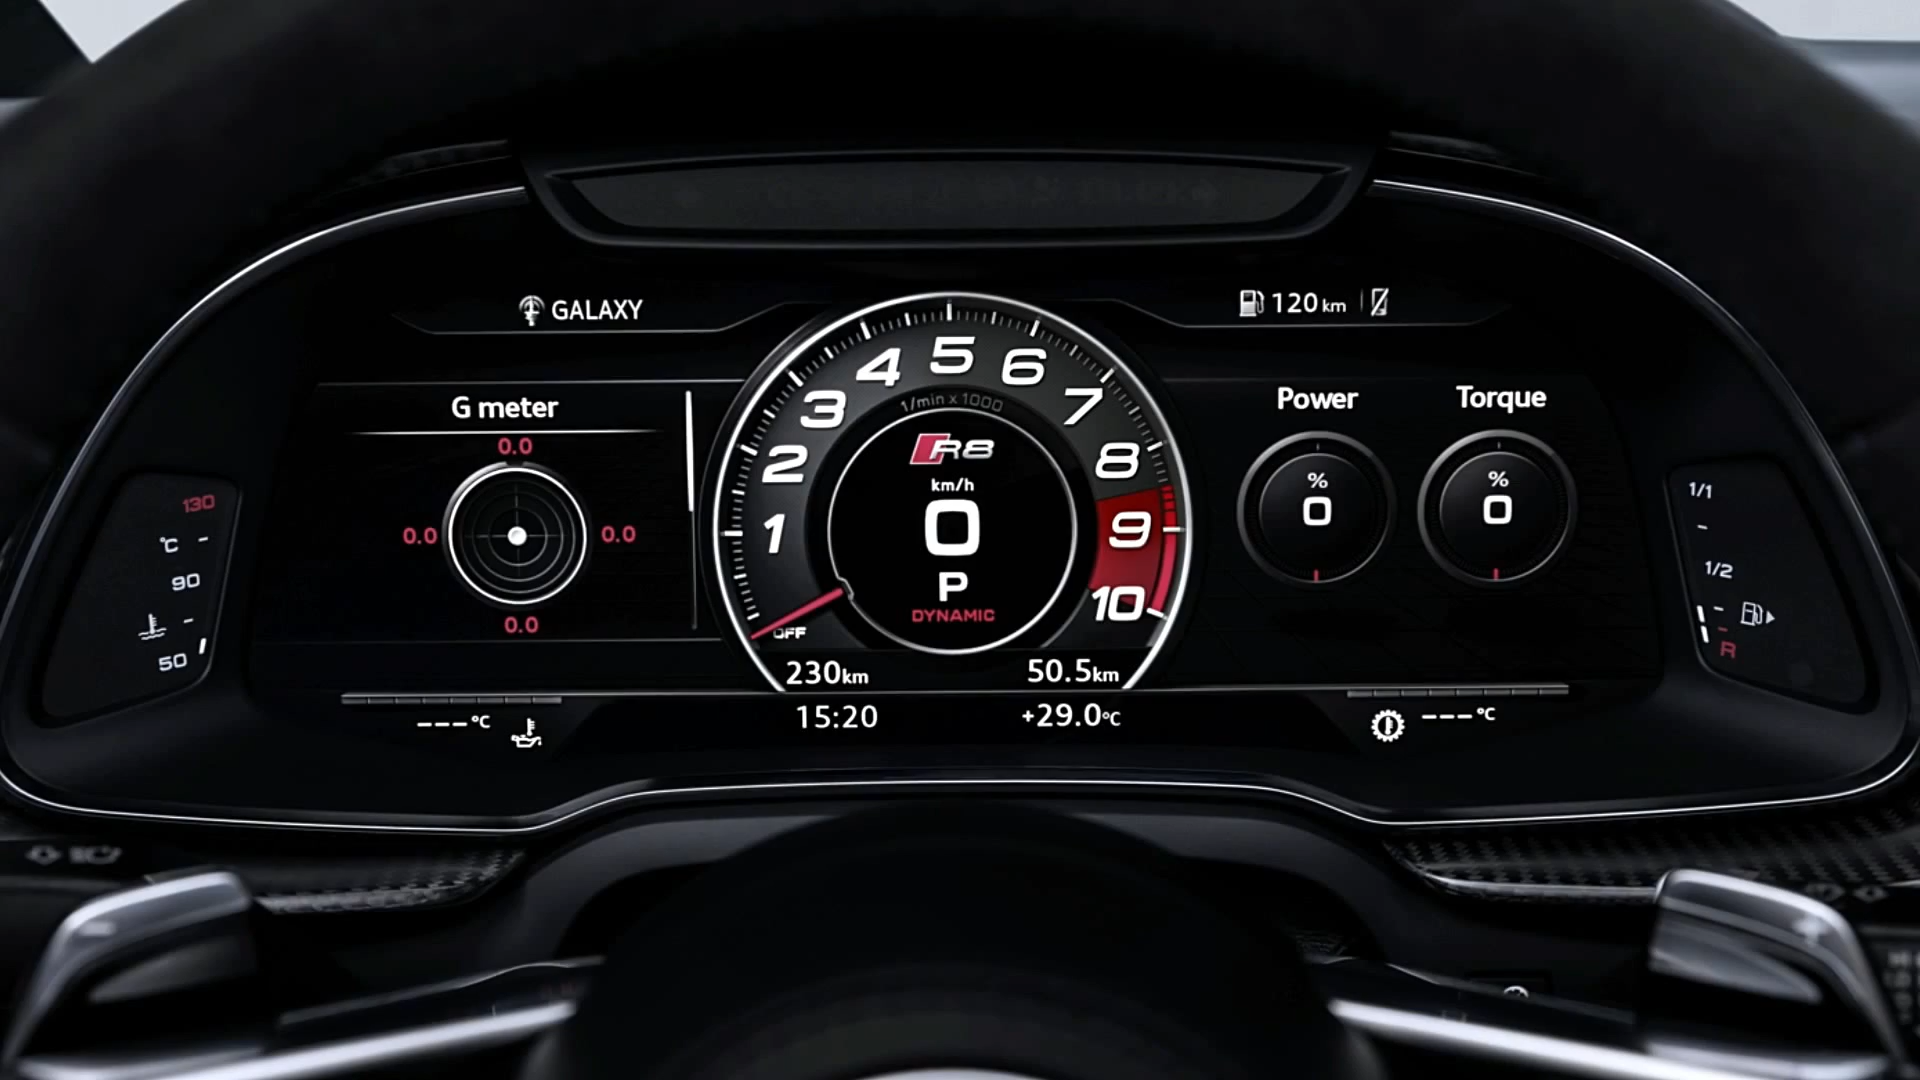 GALAXY
120 km
G meter
0.0
0.0
0.0
0.0
130
°C
90
50
1
2
3
4
5
6
7
8
9
10
1/min x 1000
R8
km/h
0
P
DYNAMIC
OFF
230km
50.5km
15:20
+29.0°C
---°C
---°C
Power
%
0
Torque
%
0
1/1
1/2
R